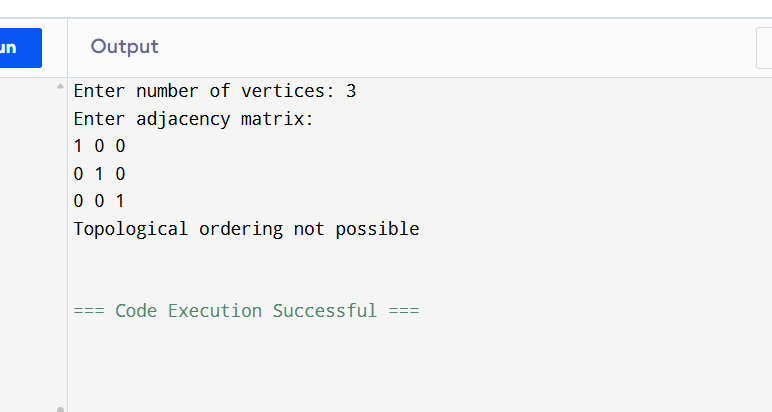 un
Output
Enter number of vertices: 3
Enter adjacency matrix:
1 0 0
0 1 0
0 0 1
Topological ordering not possible
=== Code Execution Successful ===